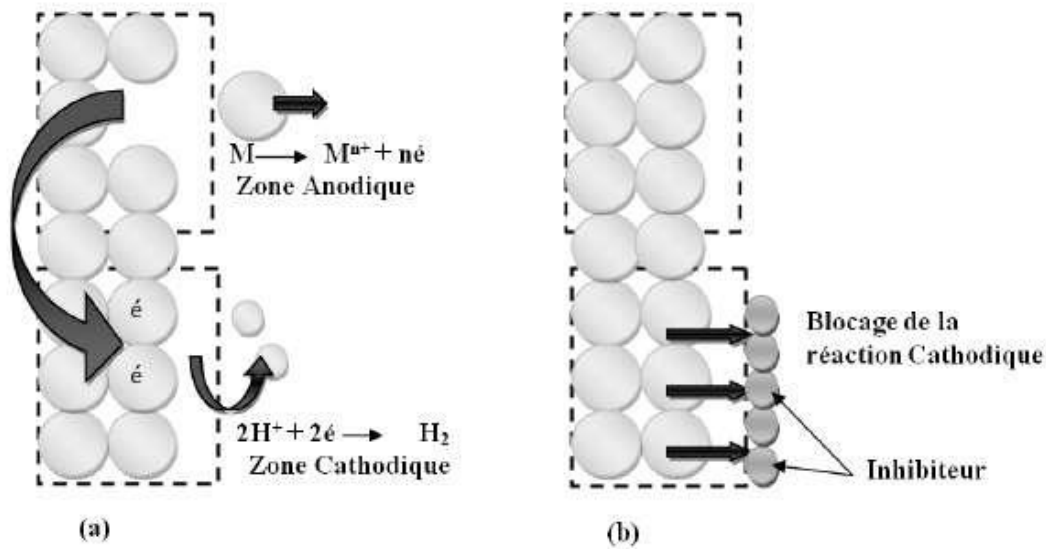 M → Mⁿ⁺ + né
Zone Anodique
é
é
2H⁺ + 2é → H₂
Zone Cathodique
(a)
Blocage de la
réaction Cathodique
Inhibiteur
(b)